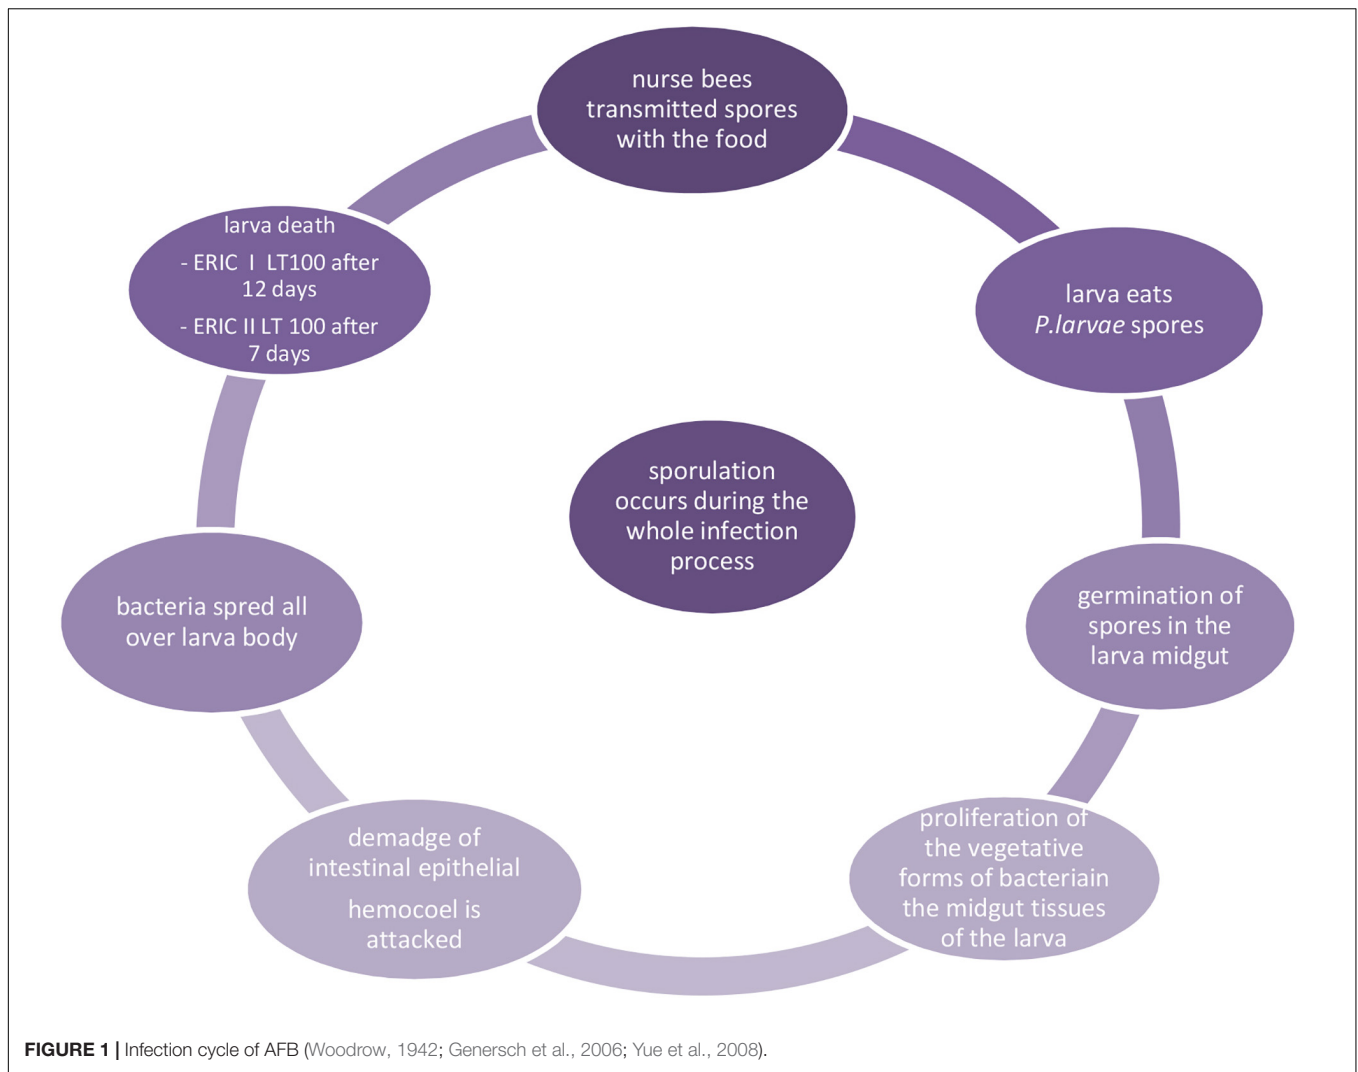 nurse bees
transmitted spores
with the food
larva eats
P.larvae spores
germination of
spores in the
larva midgut
proliferation of
the vegetative
forms of bacteriain
the midgut tissues
of the larva
demadge of
intestinal epithelial
hemocoel is
attacked
bacteria spred all
over larva body
larva death
- ERIC I LT100 after
12 days
- ERIC II LT 100 after
7 days
sporulation
occurs during the
whole infection
process
FIGURE 1 | Infection cycle of AFB (Woodrow, 1942; Genersch et al., 2006; Yue et al., 2008).